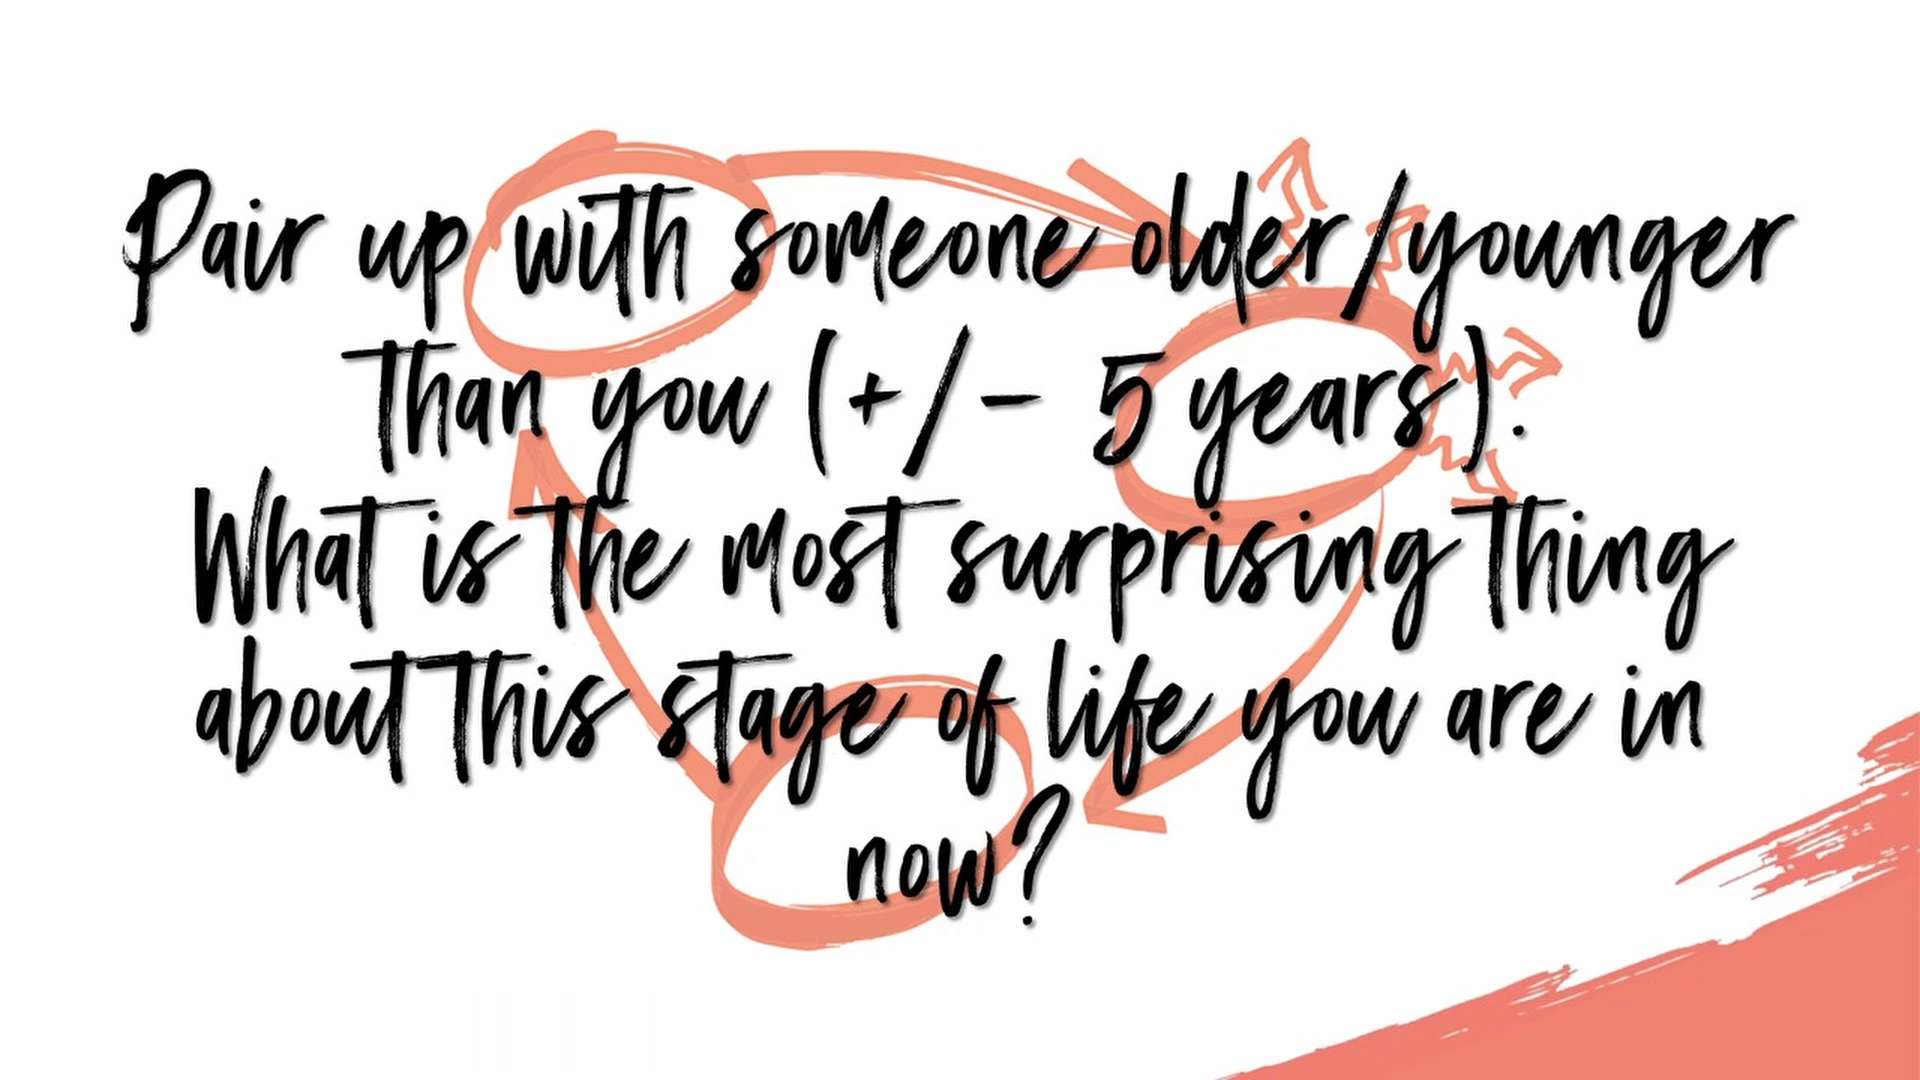 Pair up with someone older/younger
than you (+/- 5 years).
What is the most surprising thing
about this stage of life you are in
now?